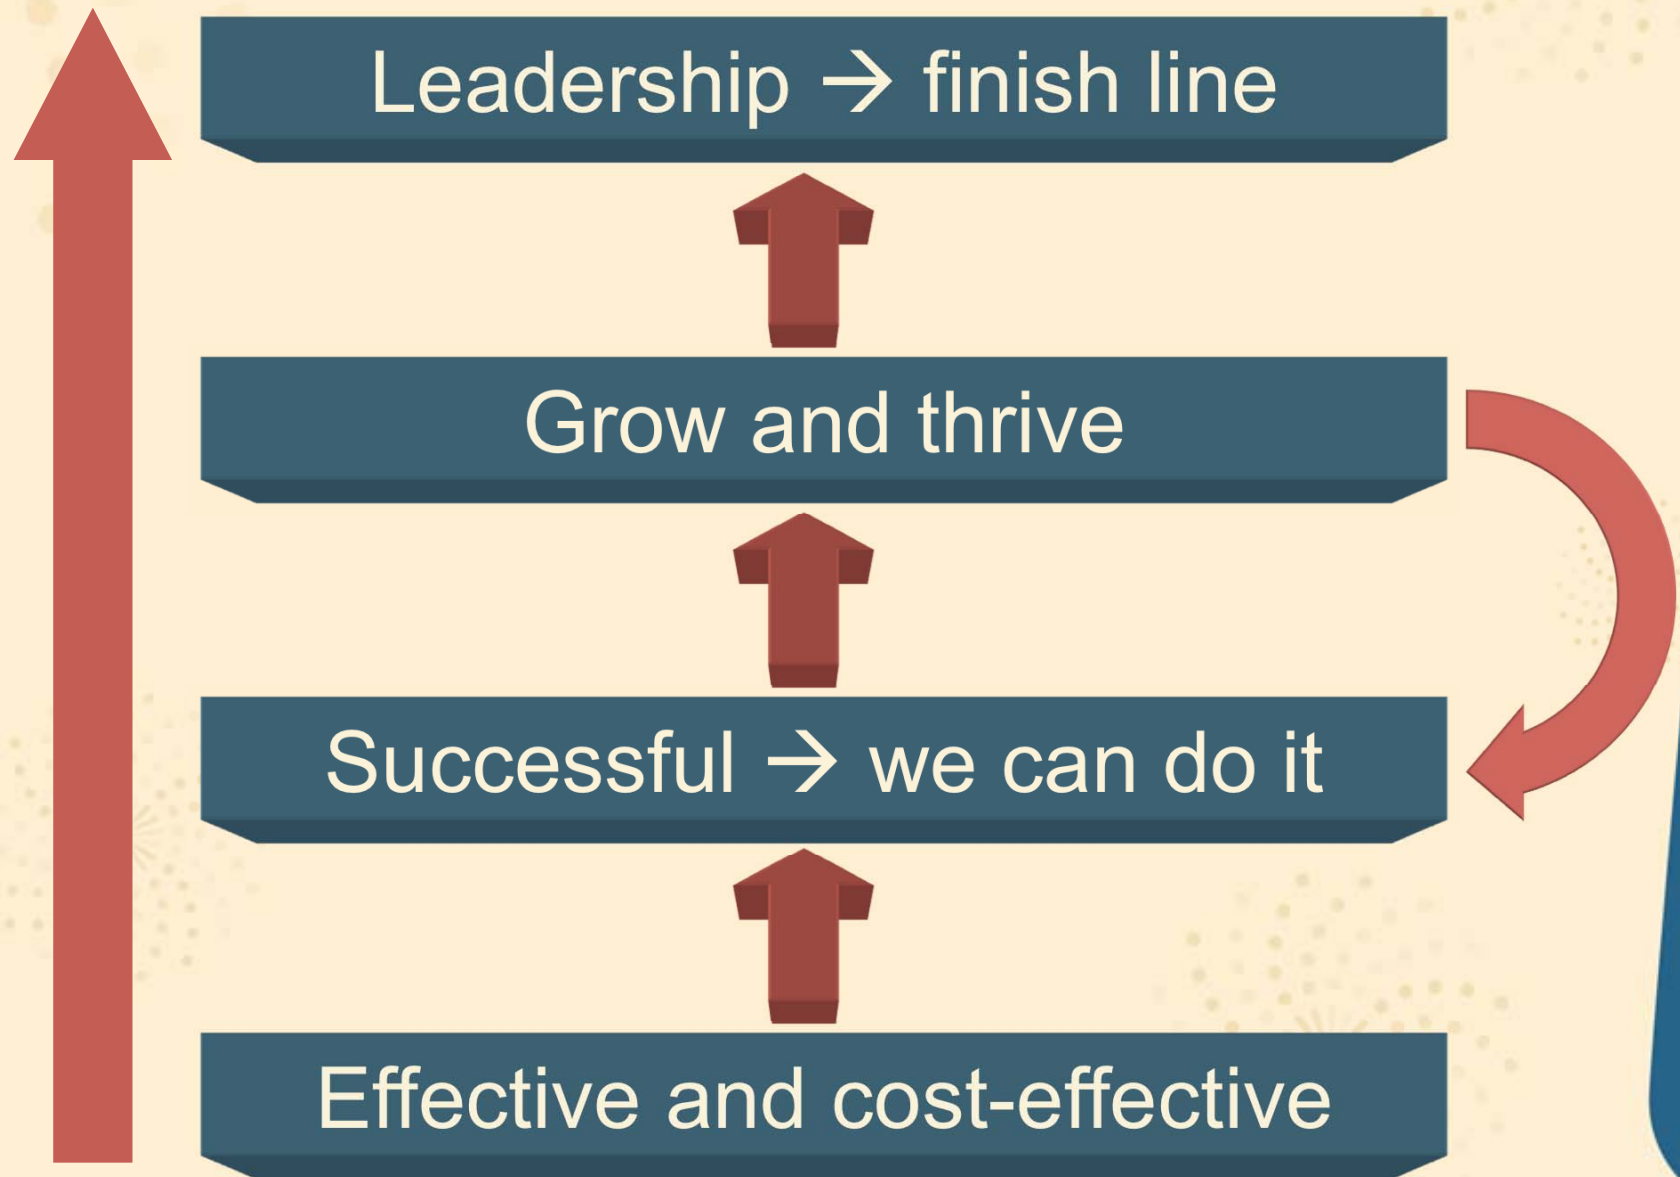 Leadership → finish line
Grow and thrive
Successful → we can do it
Effective and cost-effective